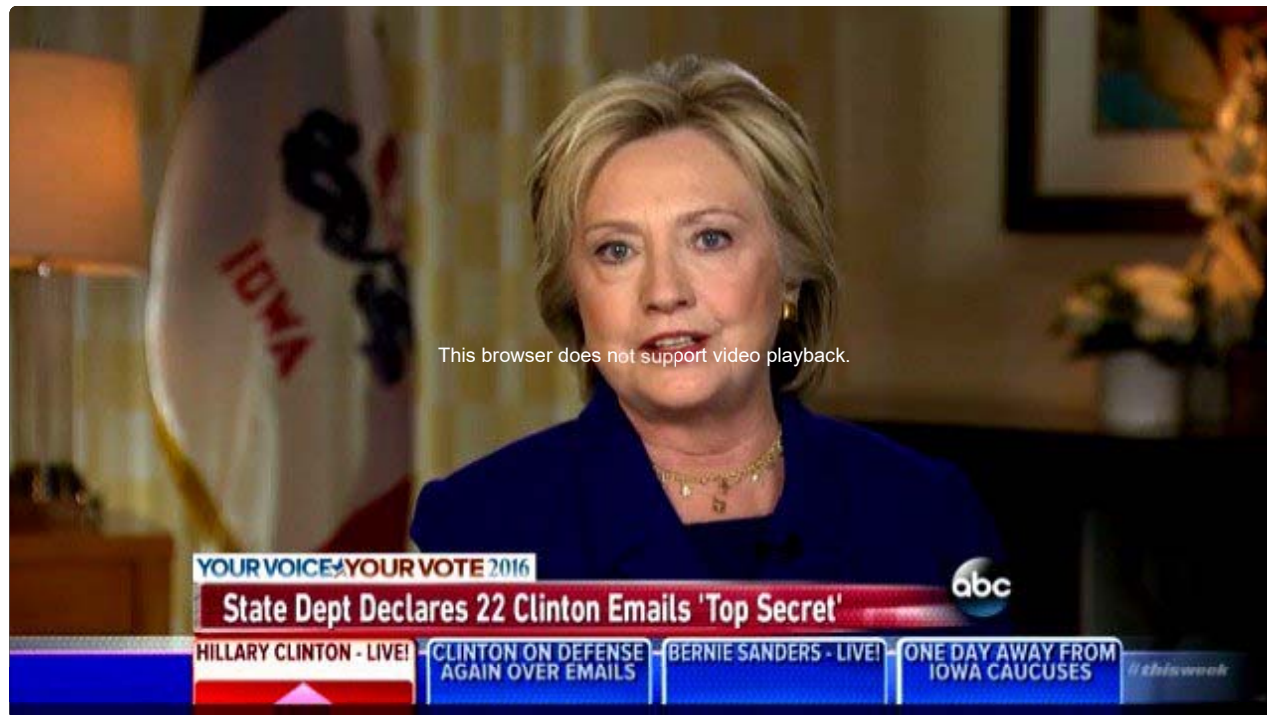 IOWA
This browser does not support video playback.
YOUR VOICE YOUR VOTE 2016
abc
State Dept Declares 22 Clinton Emails 'Top Secret'
HILLARY CLINTON - LIVE!
CLINTON ON DEFENSE
AGAIN OVER EMAILS
BERNIE SANDERS - LIVE!
ONE DAY AWAY FROM
IOWA CAUCUSES
#thisweek